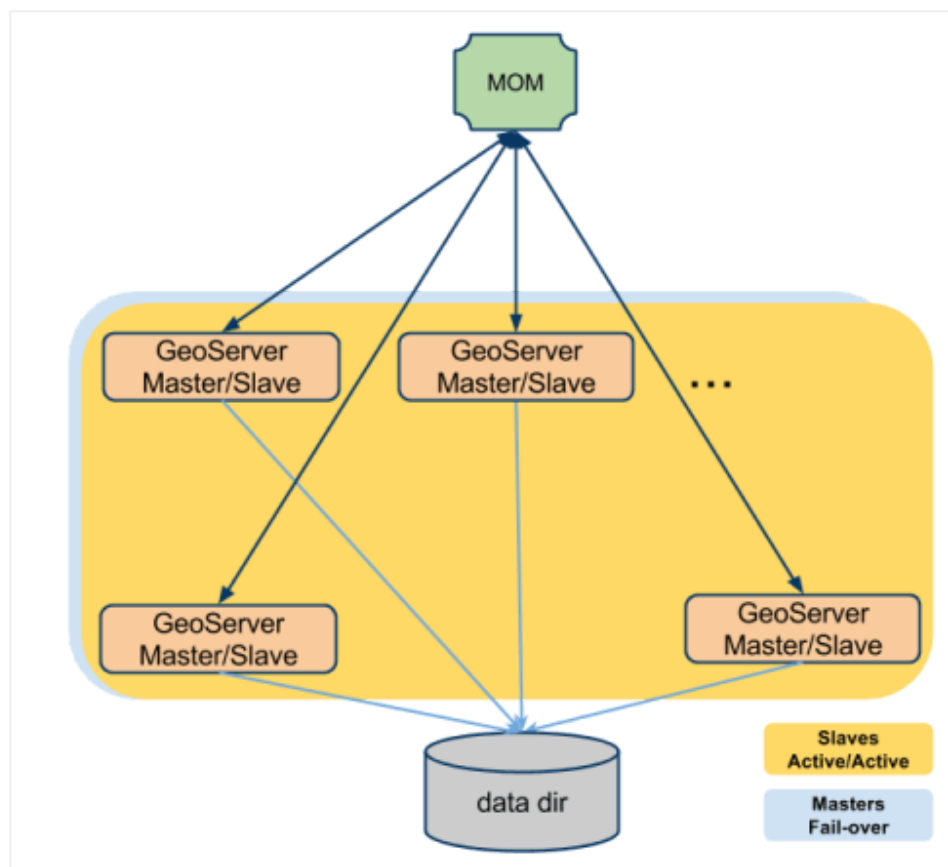 MOM
GeoServer
Master/Slave
GeoServer
Master/Slave
...
GeoServer
Master/Slave
GeoServer
Master/Slave
data dir
Slaves
Active/Active
Masters
Fail-over